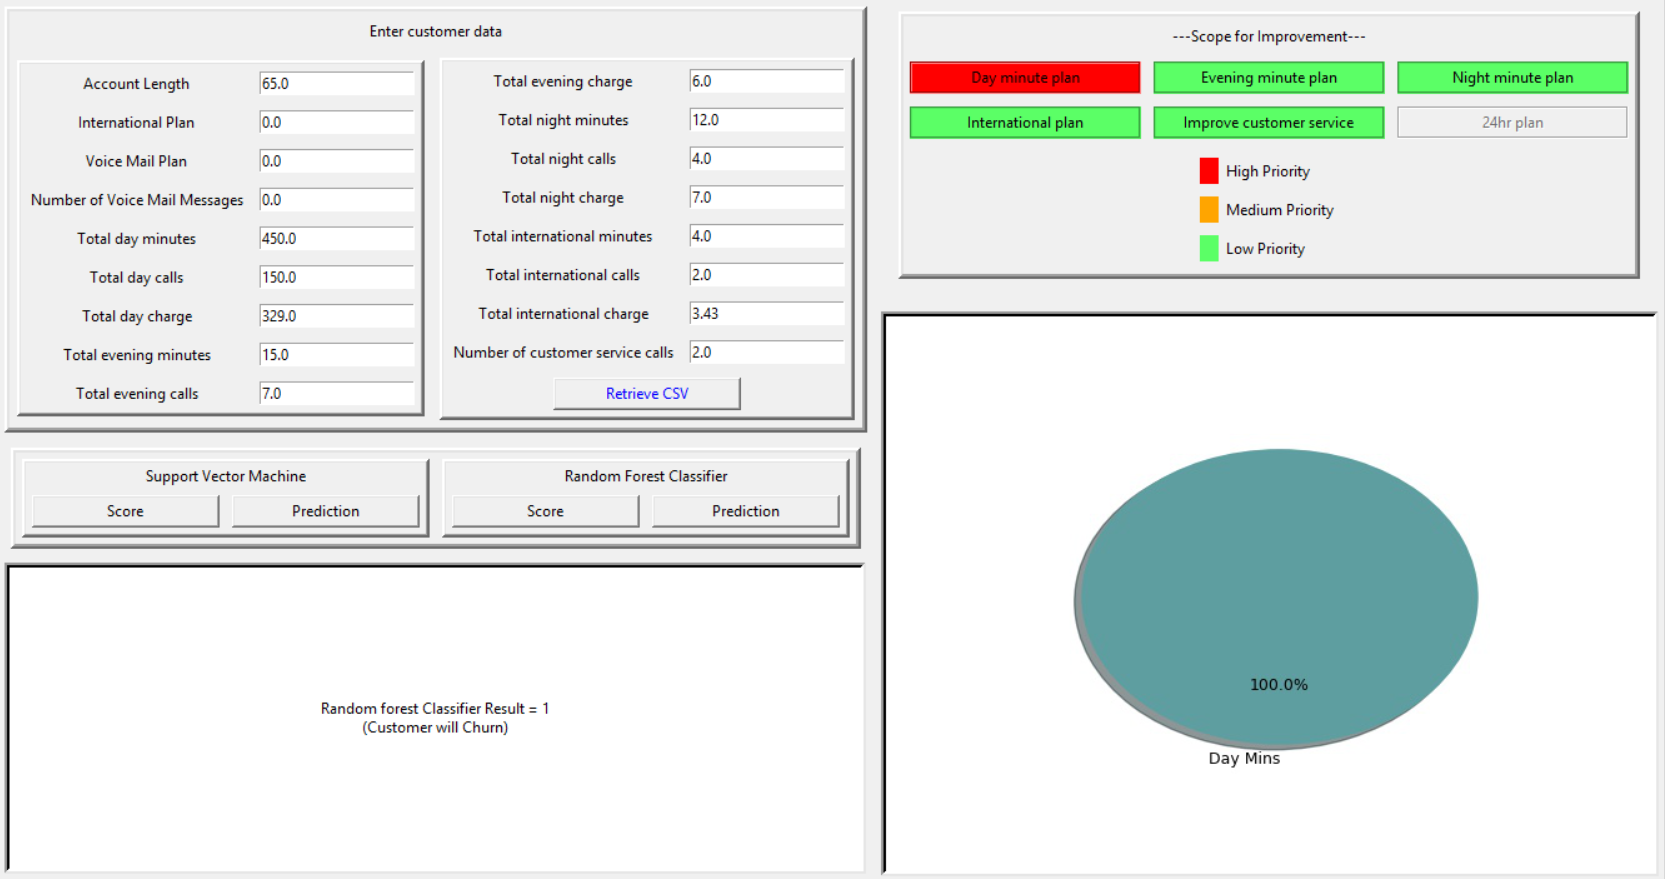 Enter customer data
Account Length 65.0
International Plan 0.0
Voice Mail Plan 0.0
Number of Voice Mail Messages 0.0
Total day minutes 450.0
Total day calls 150.0
Total day charge 329.0
Total evening minutes 15.0
Total evening calls 7.0
Total evening charge 6.0
Total night minutes 12.0
Total night calls 4.0
Total night charge 7.0
Total international minutes 4.0
Total international calls 2.0
Total international charge 3.43
Number of customer service calls 2.0
Retrieve CSV
Support Vector Machine
Score Prediction
Random Forest Classifier
Score Prediction
Random forest Classifier Result = 1
(Customer will Churn)
---Scope for Improvement---
Day minute plan Evening minute plan Night minute plan
International plan Improve customer service 24hr plan
High Priority
Medium Priority
Low Priority
100.0%
Day Mins